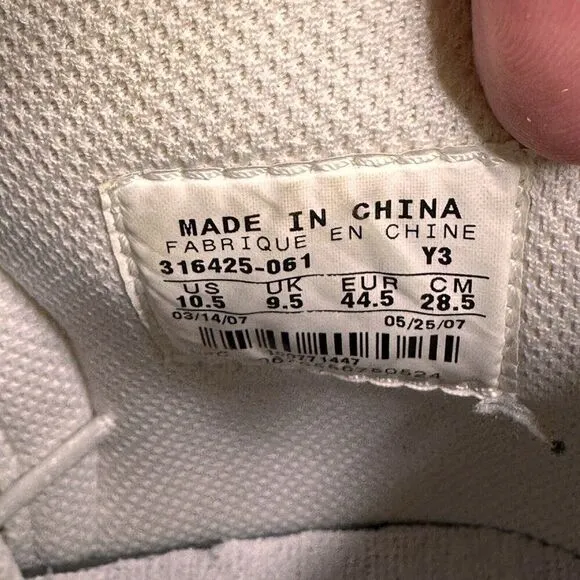 MADE IN CHINA
FABRIQUE EN CHINE
316425-061 Y3
US UK EUR CM
10.5 9.5 44.5 28.5
03/14/07 05/25/07